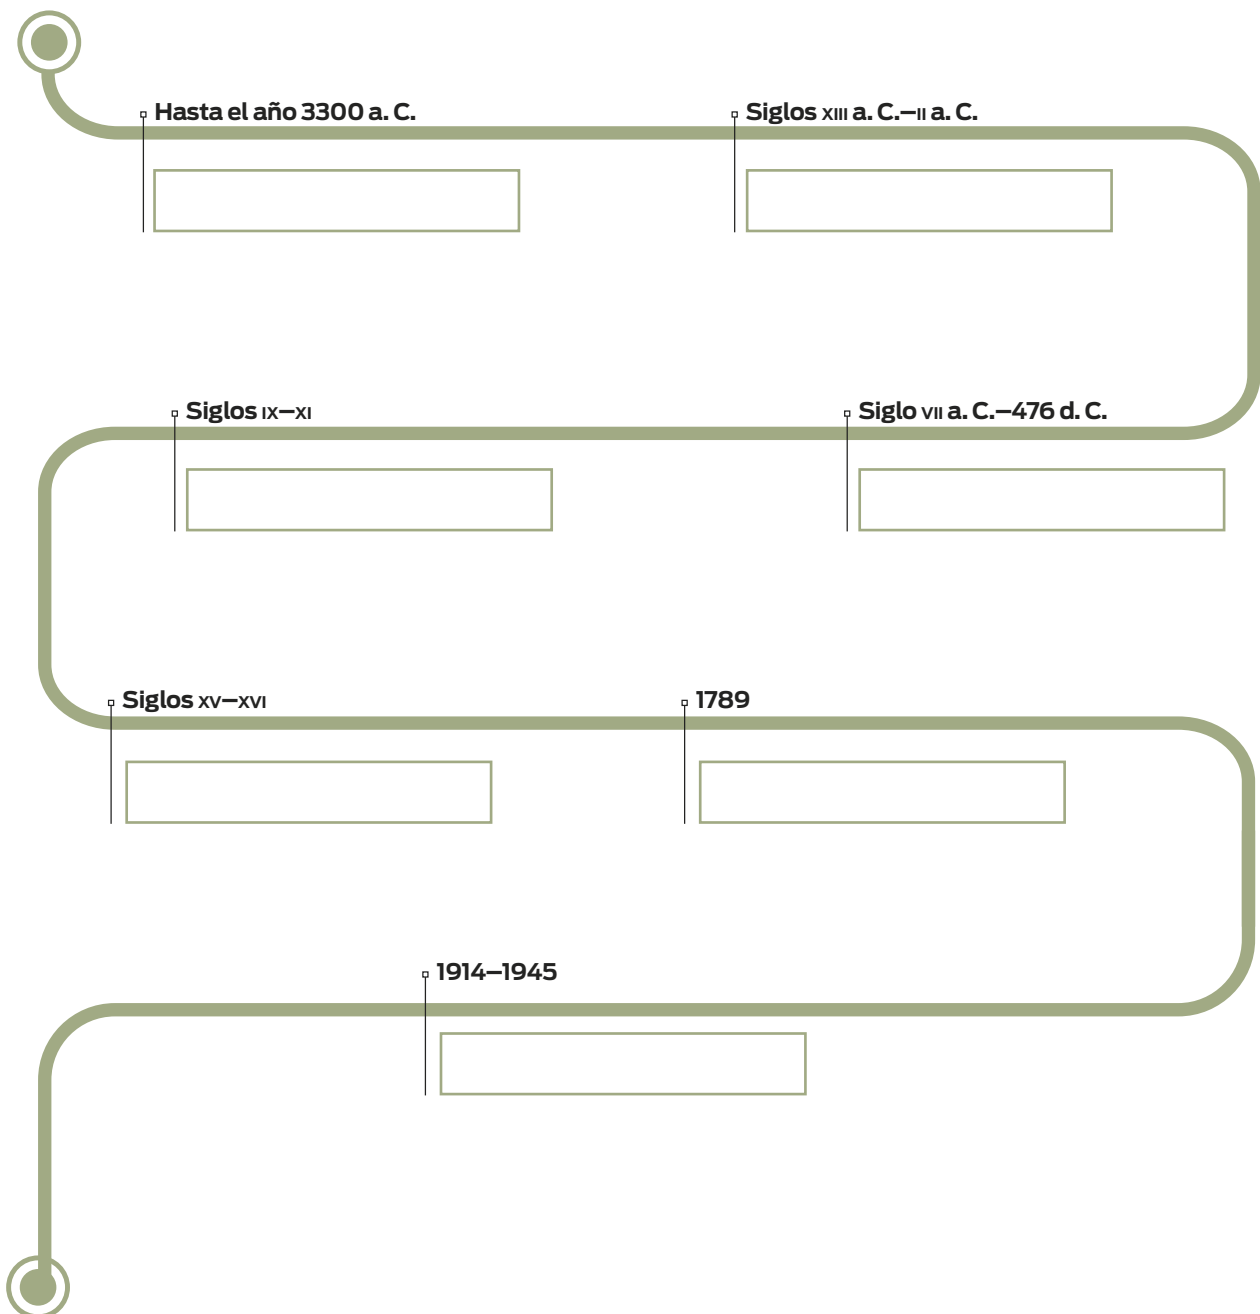 Hasta el año 3300 a. C.
Siglos XIII a. C.–II a. C.
Siglos IX–XI
Siglo VII a. C.–476 d. C.
Siglos XV–XVI
1789
1914–1945